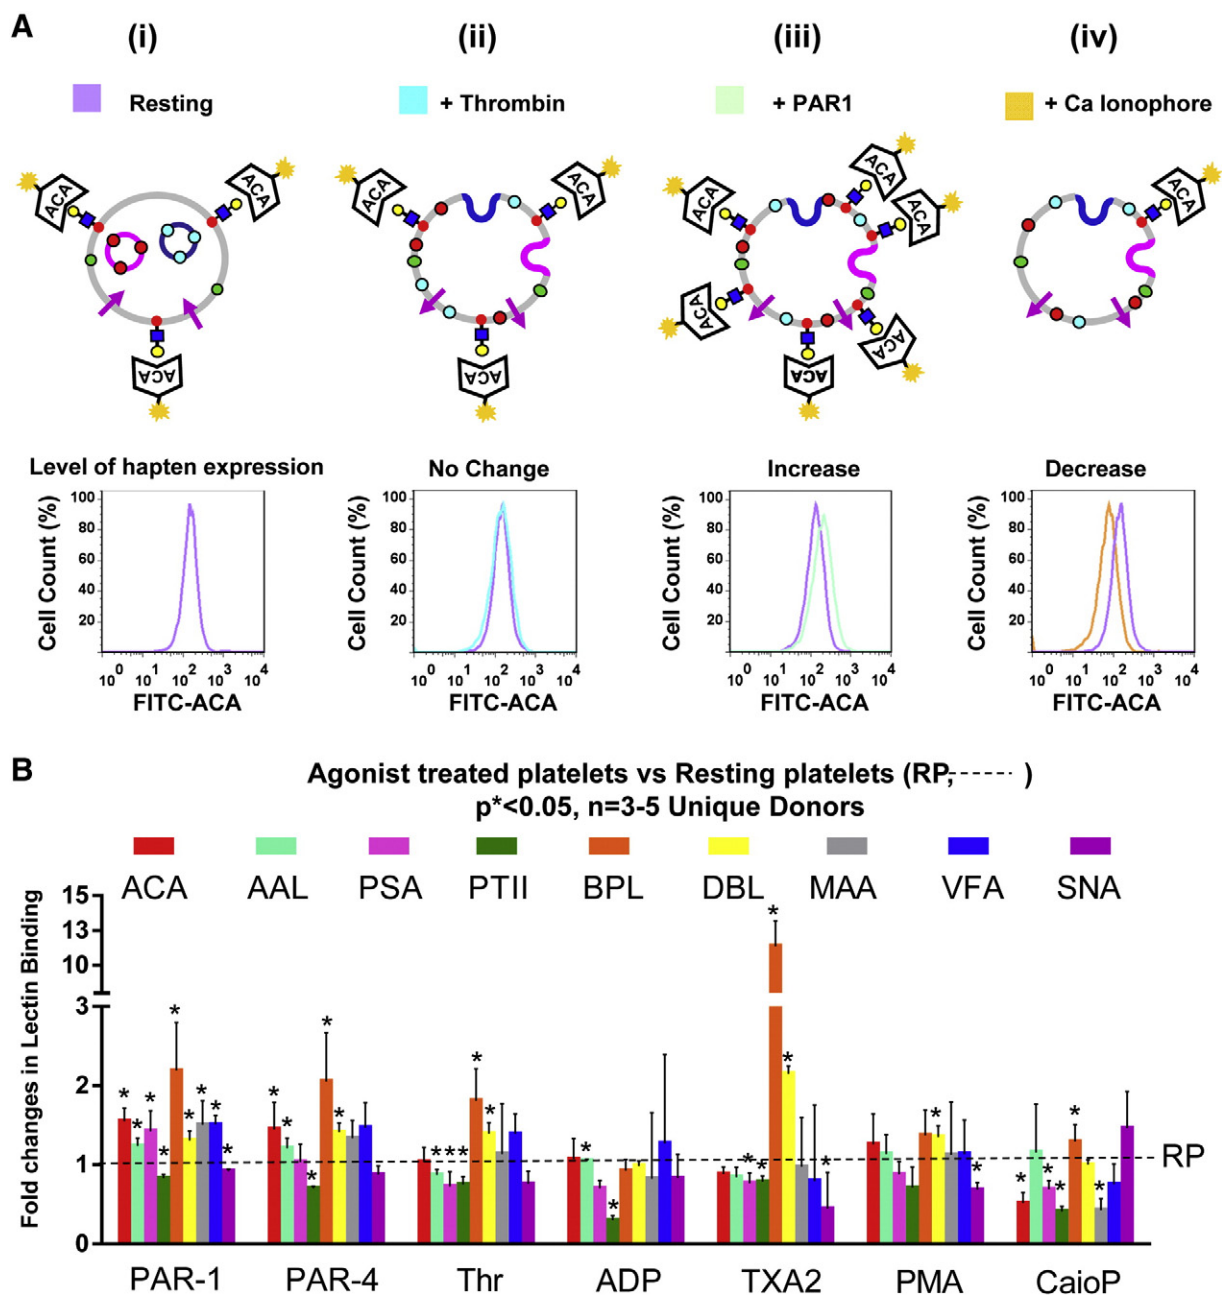 A
(i)
(ii)
(iii)
(iv)
Resting
+ Thrombin
+ PAR1
+ Ca Ionophore
ACA
ACA
ACA
ACA
ACA
ACA
ACA
ACA
ACA
ACA
ACA
ACA
ACA
Level of hapten expression
No Change
Increase
Decrease
Cell Count (%)
100
80
60
40
20
10^0 10^1 10^2 10^3 10^4
FITC-ACA
Cell Count (%)
100
80
60
40
20
10^0 10^1 10^2 10^3 10^4
FITC-ACA
Cell Count (%)
100
80
60
40
20
10^0 10^1 10^2 10^3 10^4
FITC-ACA
Cell Count (%)
100
80
60
40
20
10^0 10^1 10^2 10^3 10^4
FITC-ACA
B
Agonist treated platelets vs Resting platelets (RP,------ )
p*<0.05, n=3-5 Unique Donors
ACA AAL PSA PTII BPL DBL MAA VFA SNA
Fold changes in Lectin Binding
15
13
10
3
2
1
0
RP
PAR-1 PAR-4 Thr ADP TXA2 PMA CaioP